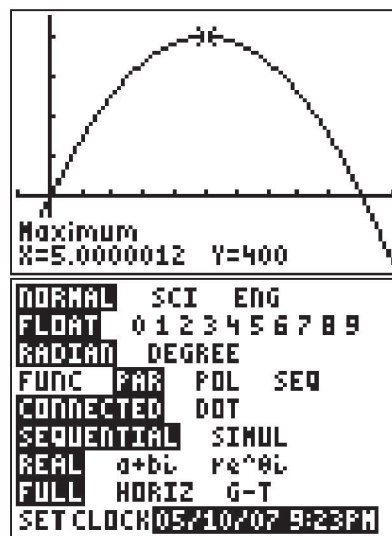 Maximum
X=5.0000012 Y=400
NORMAL SCI ENG
FLOAT 0 1 2 3 4 5 6 7 8 9
RADIAN DEGREE
FUNC PAR POL SEQ
CONNECTED DOT
SEQUENTIAL SIMUL
REAL a+bi re^θi
FULL HORIZ G-T
SET CLOCK 05/10/07 9:23PM